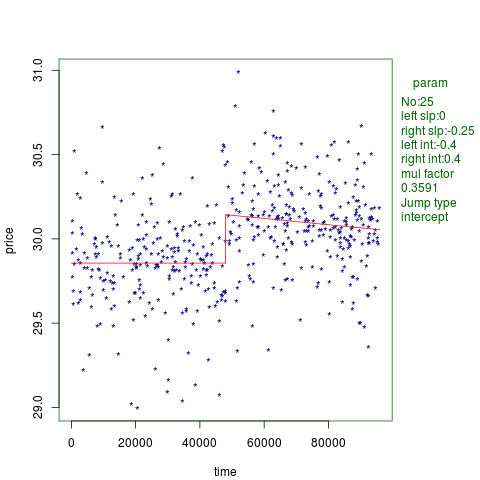 param
No:25
left slp:0
right slp:-0.25
left int:-0.4
right int:0.4
mul factor
0.3591
Jump type
intercept
31.0
30.5
30.0
29.5
29.0
price
0 20000 40000 60000 80000
time